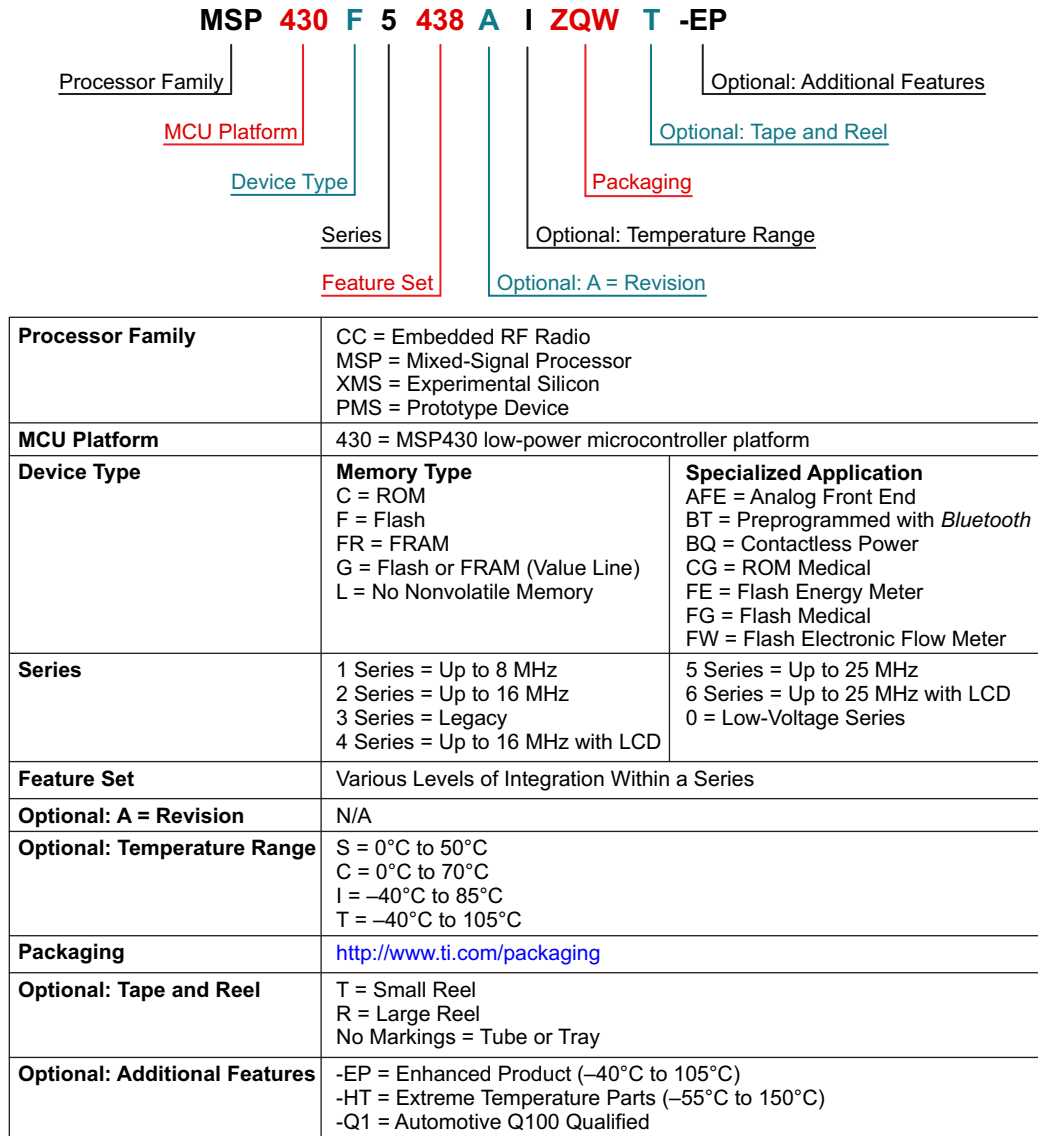 MSP 430 F 5 438 A I ZQW T -EP
Processor Family
Optional: Additional Features
MCU Platform
Optional: Tape and Reel
Device Type
Packaging
Series
Optional: Temperature Range
Feature Set
Optional: A = Revision
Processor Family
CC = Embedded RF Radio
MSP = Mixed-Signal Processor
XMS = Experimental Silicon
PMS = Prototype Device
MCU Platform
430 = MSP430 low-power microcontroller platform
Device Type
Memory Type
C = ROM
F = Flash
FR = FRAM
G = Flash or FRAM (Value Line)
L = No Nonvolatile Memory
Specialized Application
AFE = Analog Front End
BT = Preprogrammed with Bluetooth
BQ = Contactless Power
CG = ROM Medical
FE = Flash Energy Meter
FG = Flash Medical
FW = Flash Electronic Flow Meter
Series
1 Series = Up to 8 MHz
2 Series = Up to 16 MHz
3 Series = Legacy
4 Series = Up to 16 MHz with LCD
5 Series = Up to 25 MHz
6 Series = Up to 25 MHz with LCD
0 = Low-Voltage Series
Feature Set
Various Levels of Integration Within a Series
Optional: A = Revision
N/A
Optional: Temperature Range
S = 0°C to 50°C
C = 0°C to 70°C
I = –40°C to 85°C
T = –40°C to 105°C
Packaging
http://www.ti.com/packaging
Optional: Tape and Reel
T = Small Reel
R = Large Reel
No Markings = Tube or Tray
Optional: Additional Features
-EP = Enhanced Product (–40°C to 105°C)
-HT = Extreme Temperature Parts (–55°C to 150°C)
-Q1 = Automotive Q100 Qualified